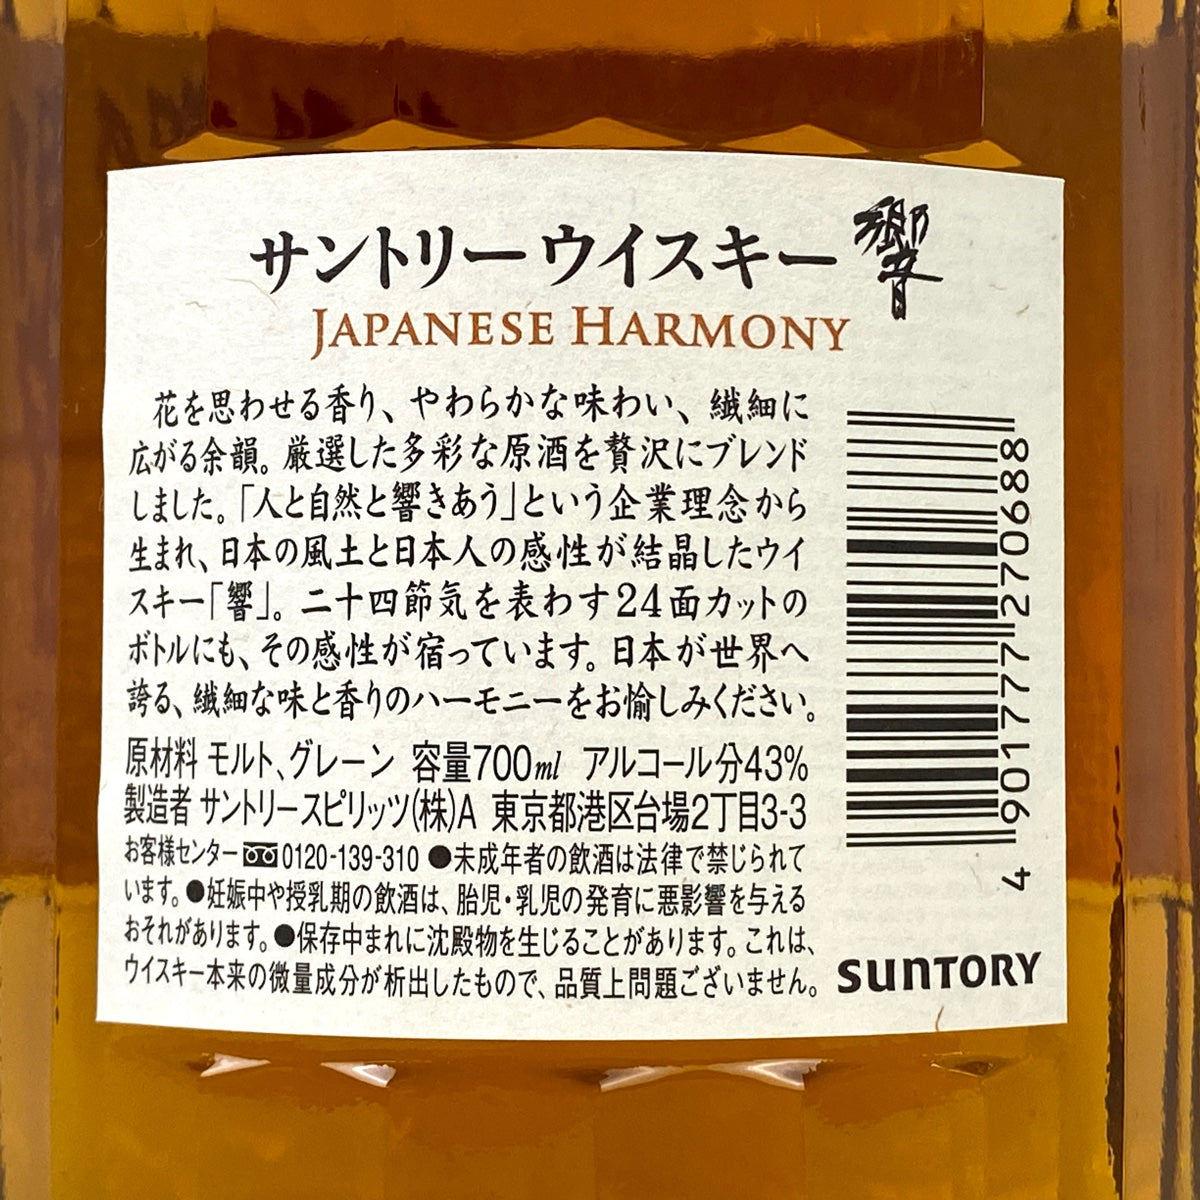 サントリーウイスキー 響
JAPANESE HARMONY
花を思わせる香り、やわらかな味わい、繊細に
広がる余韻。厳選した多彩な原酒を贅沢にブレンド
しました。「人と自然と響きあう」という企業理念から
生まれ、日本の風土と日本人の感性が結晶したウイ
スキー「響」。二十四節気を表わす24面カットの
ボトルにも、その感性が宿っています。日本が世界へ
誇る、繊細な味と香りのハーモニーをお愉しみください。
原材料 モルト、グレーン 容量700ml アルコール分43%
製造者 サントリースピリッツ(株)A 東京都港区台場2丁目3-3
お客様センター 0120-139-310 ●未成年者の飲酒は法律で禁じられて
います。●妊娠中や授乳期の飲酒は、胎児・乳児の発育に悪影響を与える
おそれがあります。●保存中まれに沈殿物を生じることがあります。これは、
ウイスキー本来の微量成分が析出したもので、品質上問題ございません。
4 901777 270688
SUNTORY